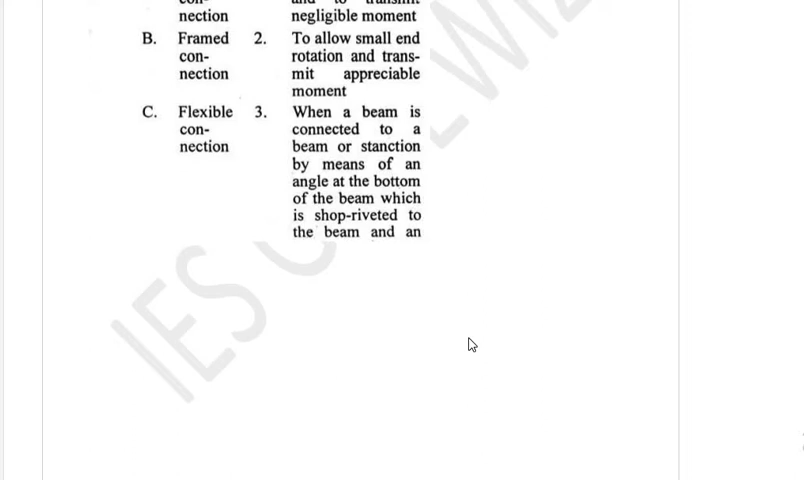 nection negligible moment
B. Framed 2. To allow small end
con- rotation and trans-
nection mit appreciable
moment
C. Flexible 3. When a beam is
con- connected to a
nection beam or stanction
by means of an
angle at the bottom
of the beam which
is shop-riveted to
the beam and an
IES